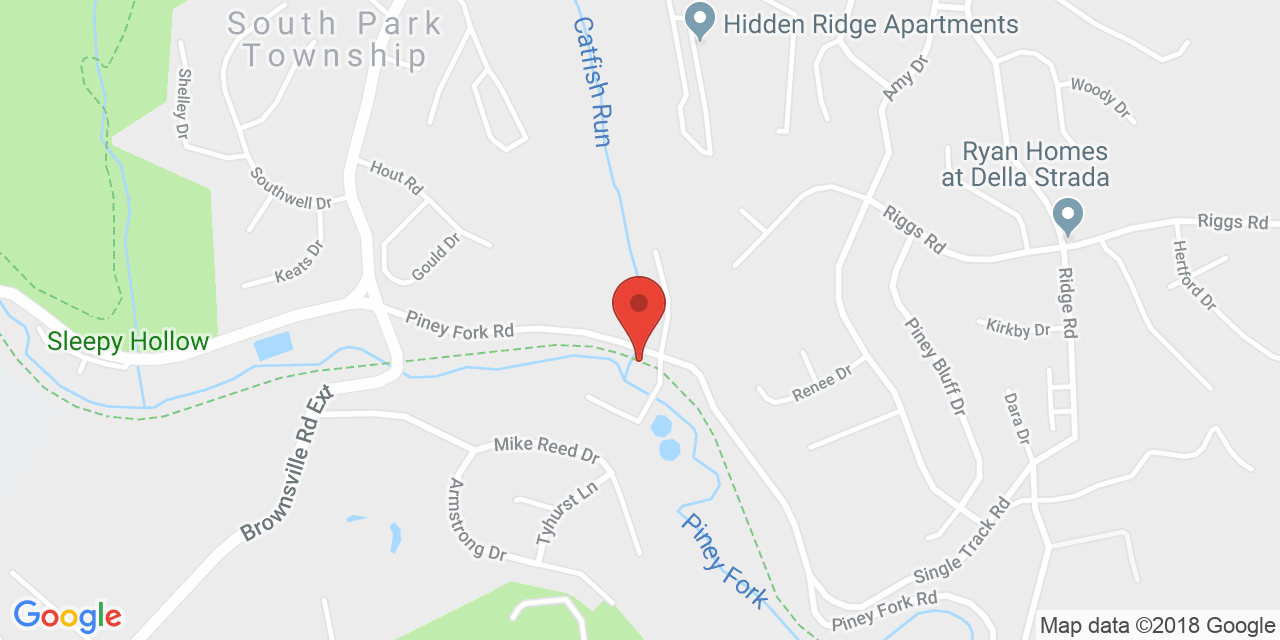 South Park
Township
Catfish Run
Hidden Ridge Apartments
Amy Dr
Woody Dr
Shelley Dr
Ryan Homes
at Della Strada
Hout Rd
Southwell Dr
Riggs Rd
Riggs Rd
Keats Dr
Gould Dr
Hertford Dr
Ridge Rd
Piney Fork Rd
Kirkby Dr
Sleepy Hollow
Piney Bluff Dr
Renee Dr
Dara Dr
Brownsville Rd Ext
Mike Reed Dr
Armstrong Dr
Tyhurst Ln
Piney Fork
Single Track Rd
Piney Fork Rd
Google
Map data ©2018 Google